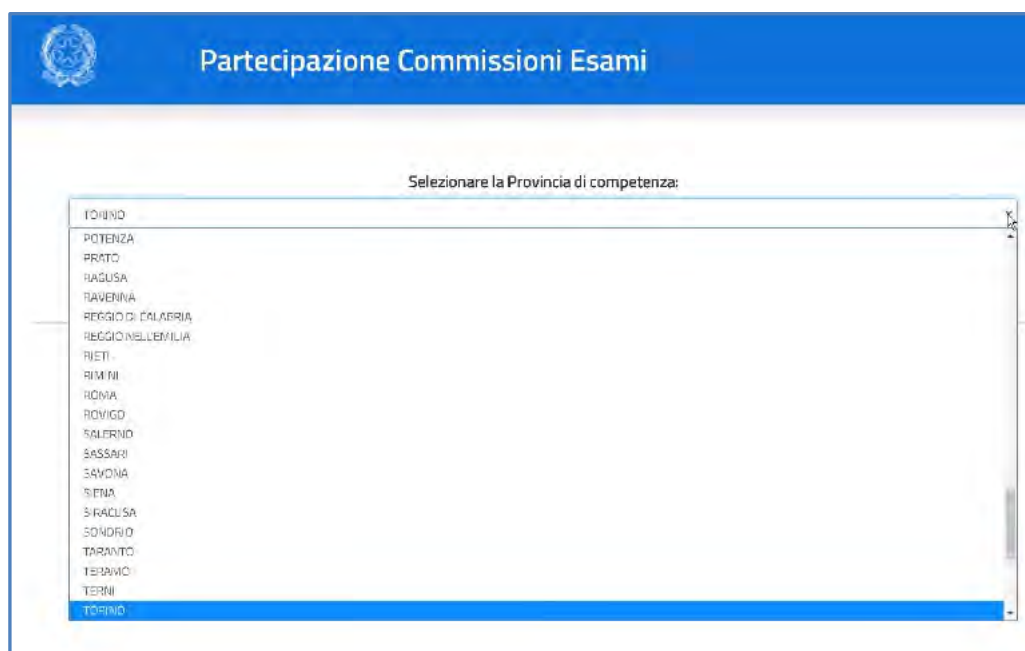 Partecipazione Commissioni Esami
Selezionare la Provincia di competenza:
TORINO
POTENZA
PRATO
RAGUSA
RAVENNA
REGGIO DI CALABRIA
REGGIO NELL'EMILIA
RIETI
RIMINI
ROMA
ROVIGO
SALERNO
SASSARI
SAVONA
SIENA
SIRACUSA
SONDRIO
TARANTO
TERAMO
TERNI
TORINO